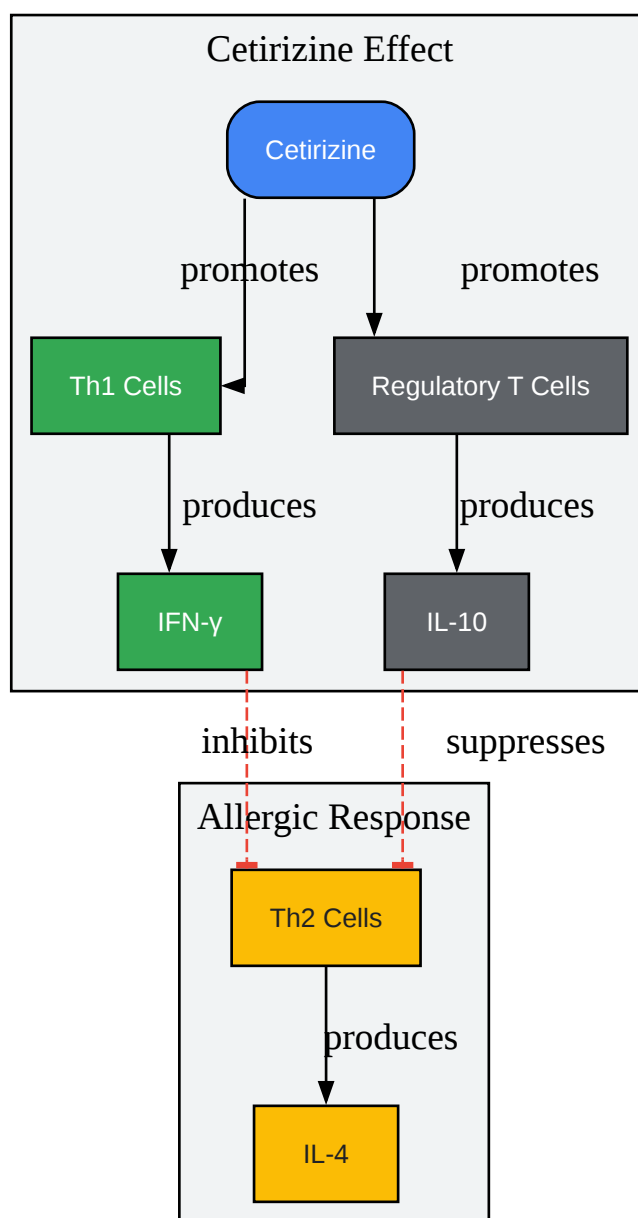 Cetirizine Effect
Cetirizine
promotes promotes
Th1 Cells Regulatory T Cells
produces produces
IFN-γ IL-10
inhibits suppresses
Allergic Response
Th2 Cells
produces
IL-4